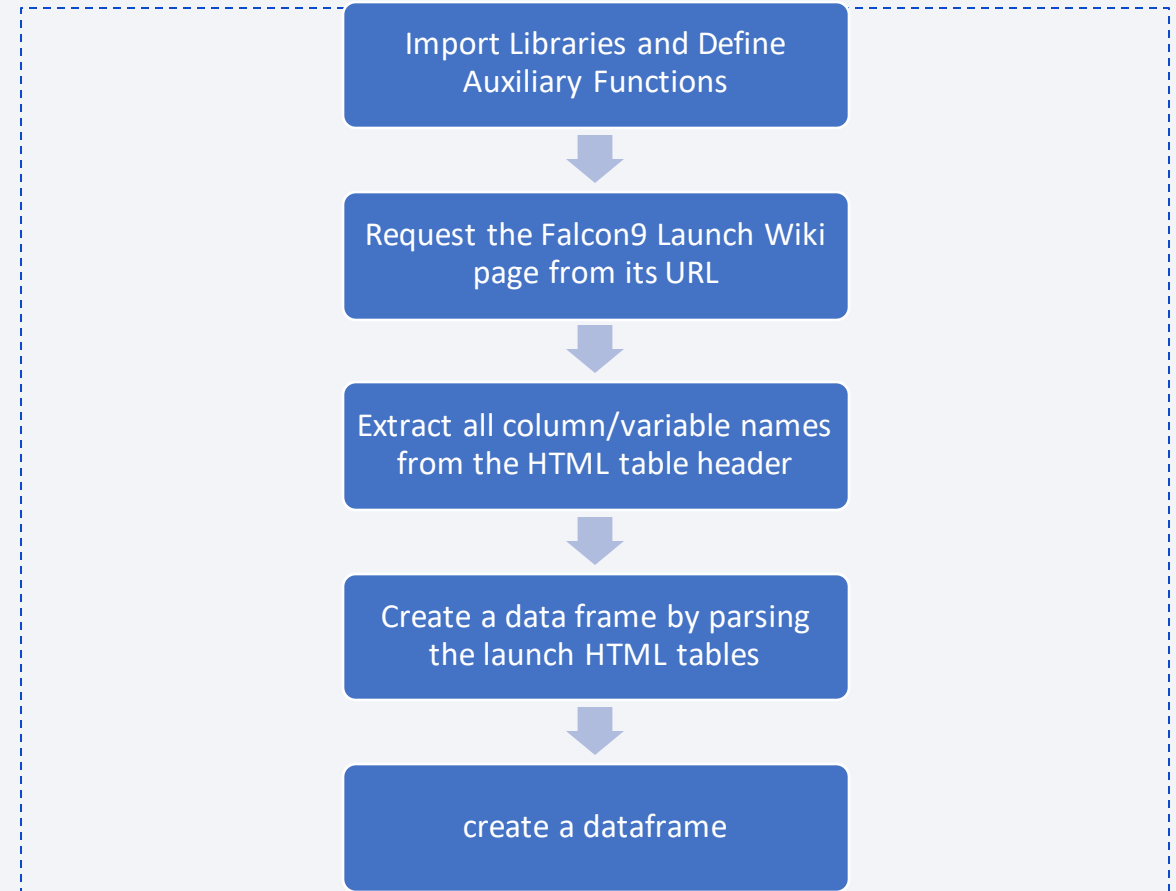 Import Libraries and Define
Auxiliary Functions
Request the Falcon9 Launch Wiki
page from its URL
Extract all column/variable names
from the HTML table header
Create a data frame by parsing
the launch HTML tables
create a dataframe